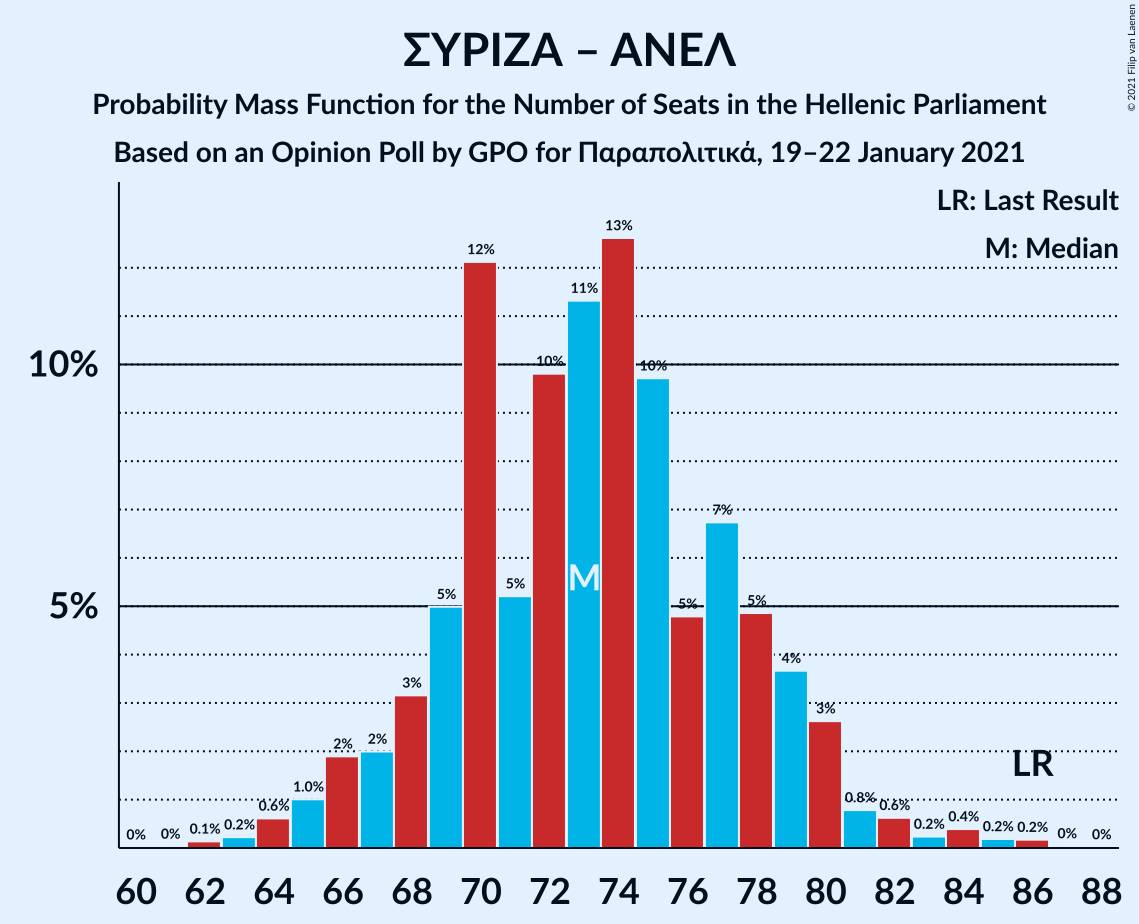 ΣΥΡΙΖΑ – ΑΝΕΛ
Probability Mass Function for the Number of Seats in the Hellenic Parliament
Based on an Opinion Poll by GPO for Παραπολιτικά, 19–22 January 2021
© 2021 Filip van Laenen
LR: Last Result
M: Median
10%
5%
0% 0% 0.1% 0.2% 0.6% 1.0% 2% 2% 3% 5% 12% 5% 10% 11% 13% 10% 5% 7% 5% 4% 3% 0.8% 0.6% 0.2% 0.4% 0.2% 0.2% 0% 0%
M
LR
60 62 64 66 68 70 72 74 76 78 80 82 84 86 88